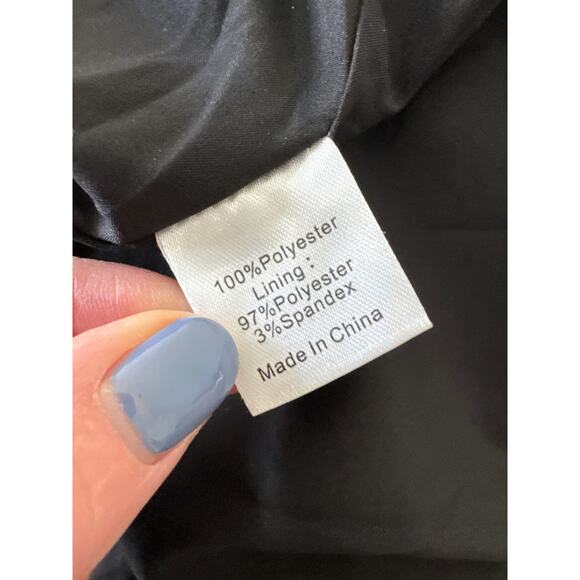 100%Polyester
Lining :
97%Polyester
3%Spandex
Made In China